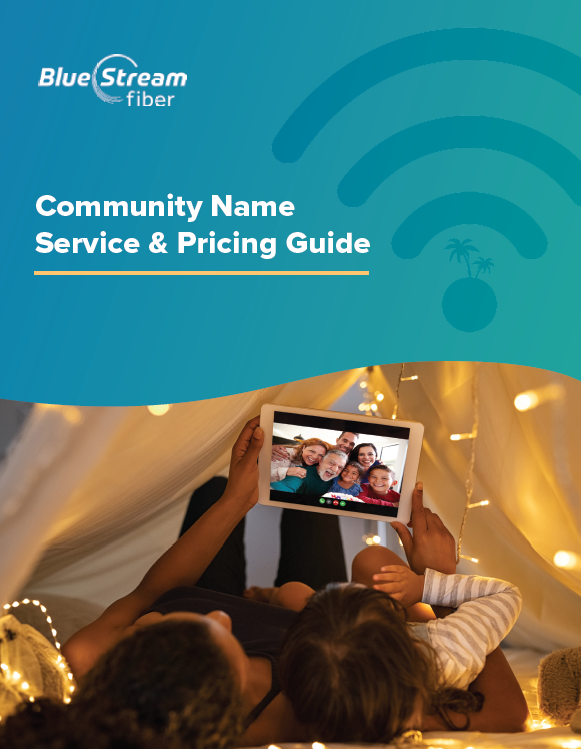 Blue Stream
fiber
Community Name
Service & Pricing Guide